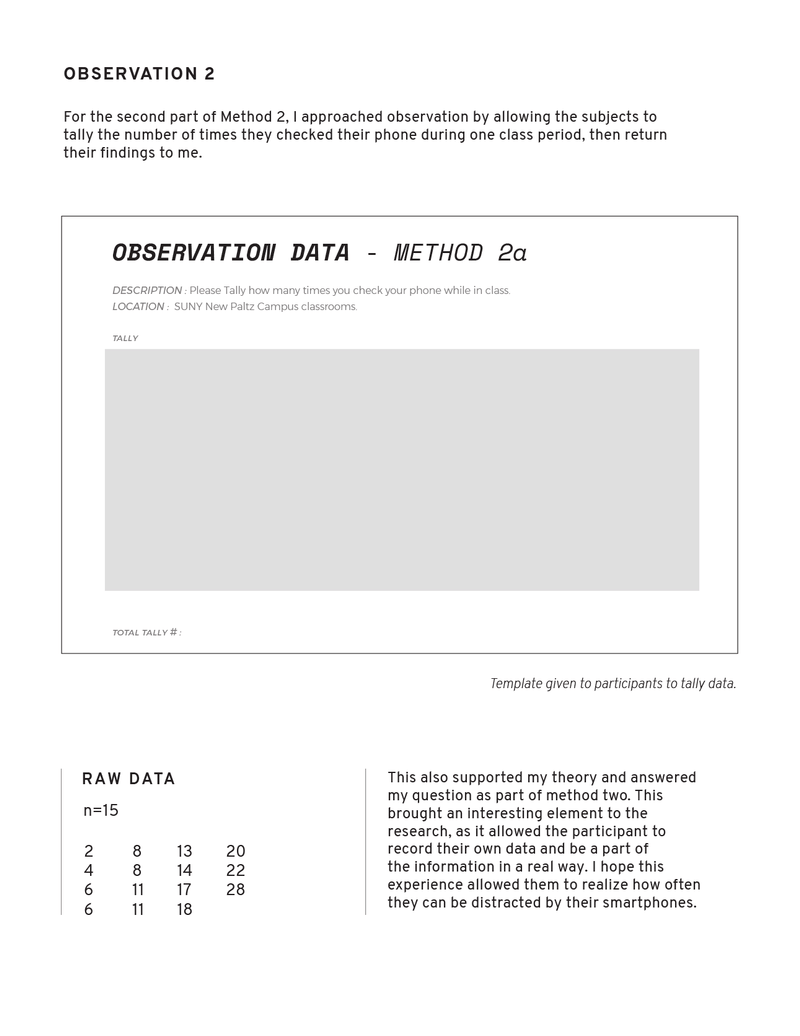 OBSERVATION 2
For the second part of Method 2, I approached observation by allowing the subjects to
tally the number of times they checked their phone during one class period, then return
their findings to me.
OBSERVATION DATA - METHOD 2a
DESCRIPTION : Please Tally how many times you check your phone while in class.
LOCATION : SUNY New Paltz Campus classrooms.
TALLY
TOTAL TALLY # :
Template given to participants to tally data.
RAW DATA
n=15
2 8 13 20
4 8 14 22
6 11 17 28
6 11 18
This also supported my theory and answered
my question as part of method two. This
brought an interesting element to the
research, as it allowed the participant to
record their own data and be a part of
the information in a real way. I hope this
experience allowed them to realize how often
they can be distracted by their smartphones.